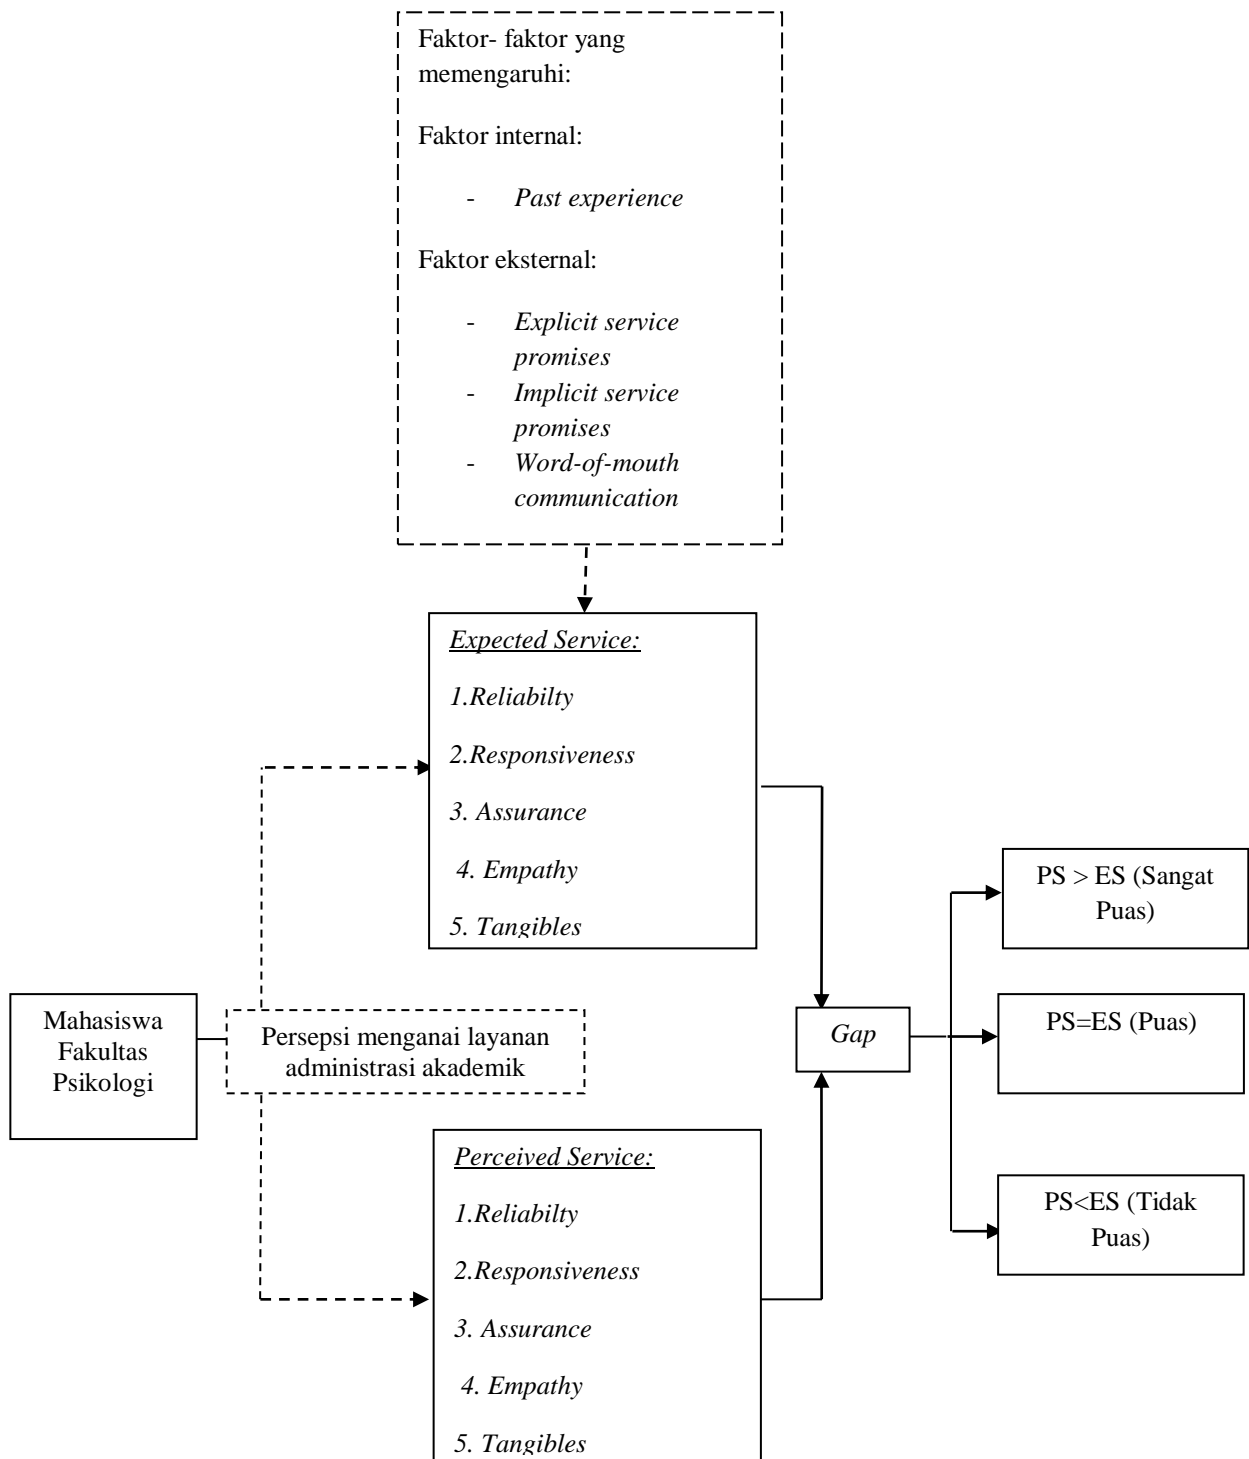 Faktor- faktor yang
memengaruhi:
Faktor internal:
- Past experience
Faktor eksternal:
- Explicit service
promises
- Implicit service
promises
- Word-of-mouth
communication
Expected Service:
1.Reliabilty
2.Responsiveness
3. Assurance
4. Empathy
5. Tangibles
Mahasiswa
Fakultas
Psikologi
Persepsi mengenai layanan
administrasi akademik
Perceived Service:
1.Reliabilty
2.Responsiveness
3. Assurance
4. Empathy
5. Tangibles
Gap
PS > ES (Sangat
Puas)
PS=ES (Puas)
PS<ES (Tidak
Puas)